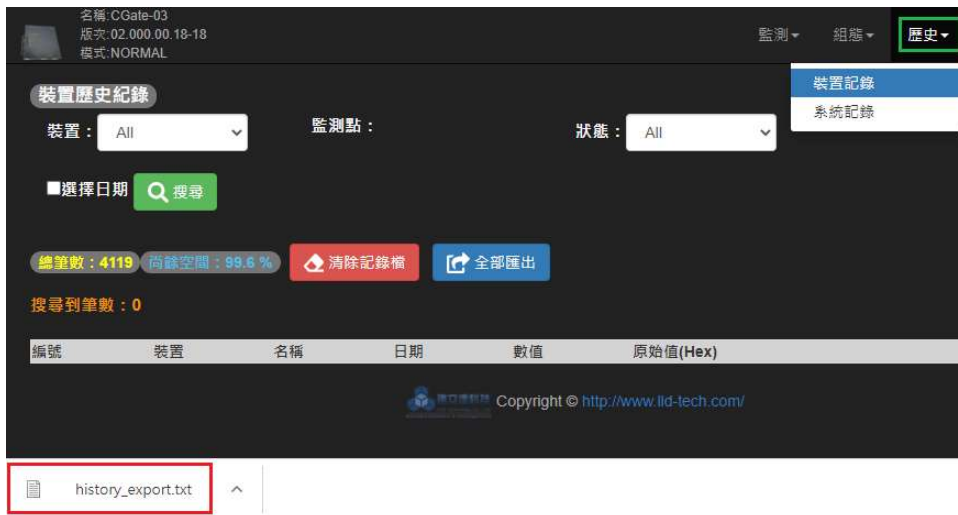 名稱:CGate-03
版次:02.000.00.18-18
模式:NORMAL
監測 組態 歷史
裝置記錄
系統記錄
裝置歷史紀錄
裝置： All 監測點： 狀態： All
選擇日期 搜尋
總筆數：4119 尚餘空間：99.6 % 清除記錄檔 全部匯出
搜尋到筆數：0
編號 裝置 名稱 日期 數值 原始值(Hex)
Copyright © http://www.lld-tech.com/
history_export.txt